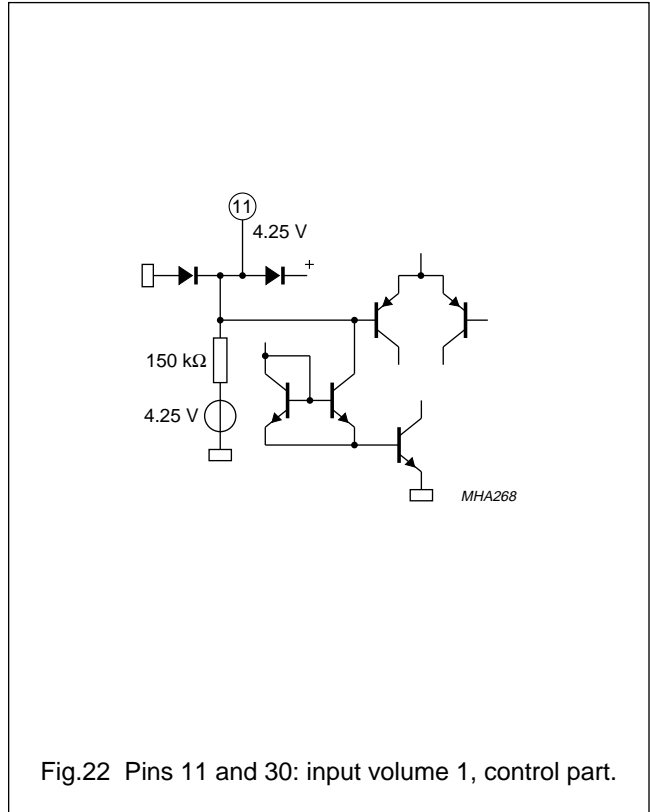 11
4.25 V
+
150 kΩ
4.25 V
MHA268
Fig.22 Pins 11 and 30: input volume 1, control part.